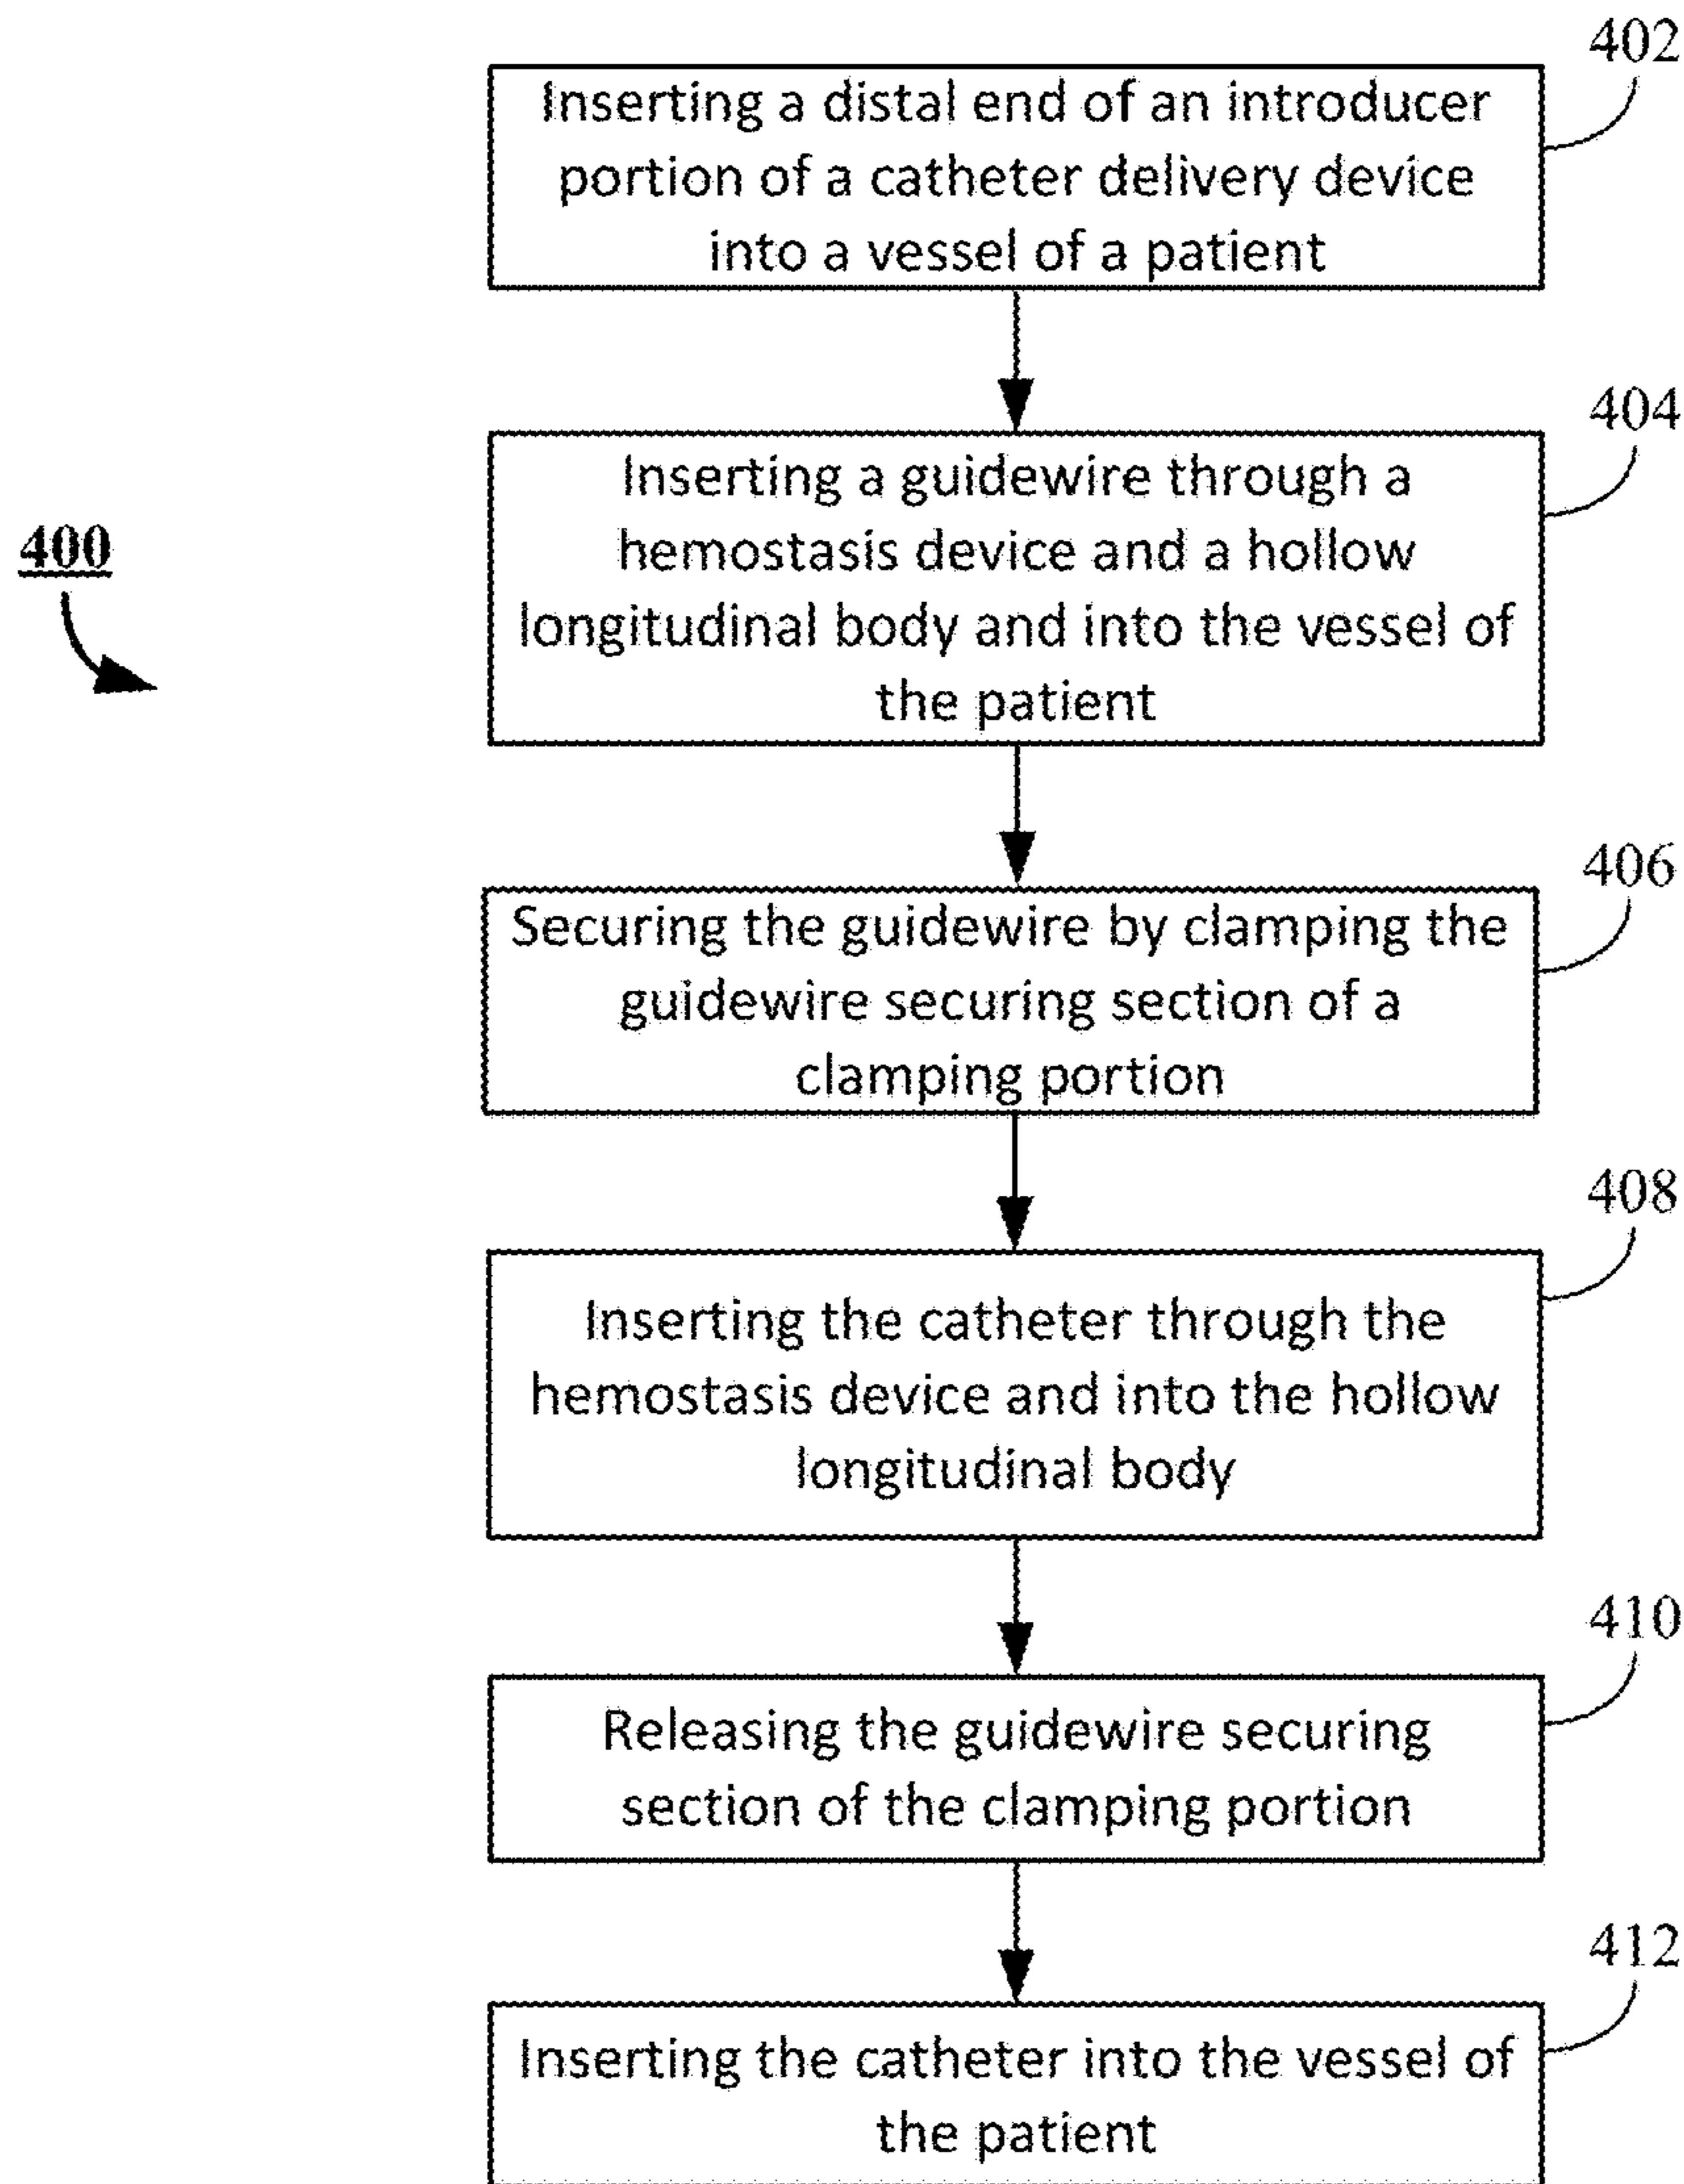 402
Inserting a distal end of an introducer
portion of a catheter delivery device
into a vessel of a patient
404
Inserting a guidewire through a
hemostasis device and a hollow
longitudinal body and into the vessel of
the patient
400
406
Securing the guidewire by clamping the
guidewire securing section of a
clamping portion
408
Inserting the catheter through the
hemostasis device and into the hollow
longitudinal body
410
Releasing the guidewire securing
section of the clamping portion
412
Inserting the catheter into the vessel of
the patient